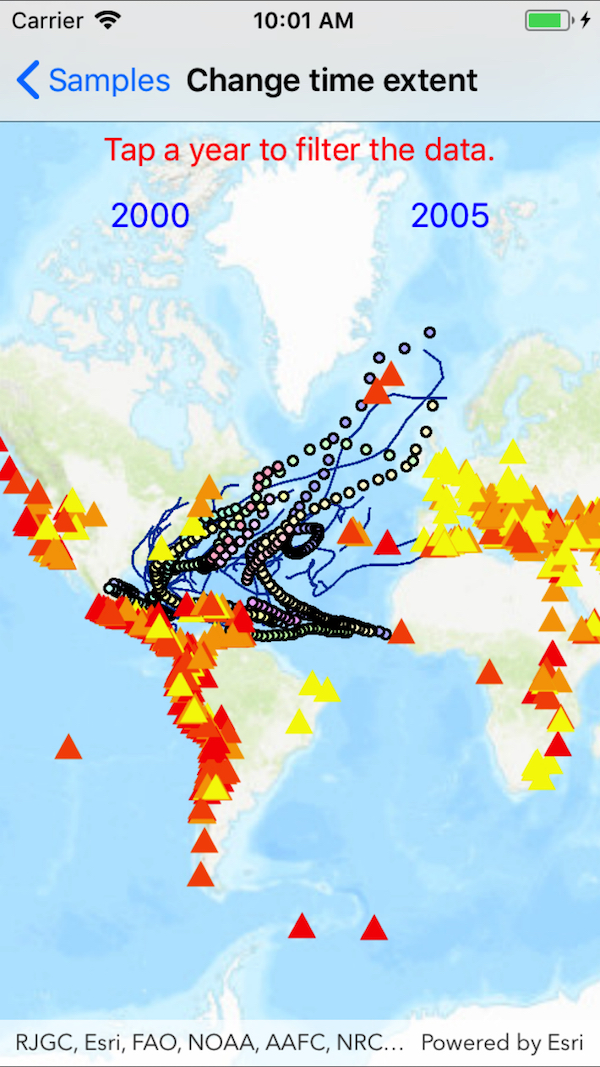 Carrier 10:01 AM
Samples Change time extent
Tap a year to filter the data.
2000 2005
RJGC, Esri, FAO, NOAA, AAFC, NRC... Powered by Esri